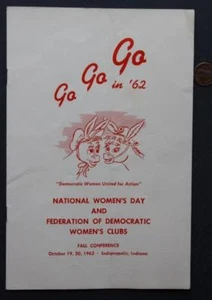 Go Go Go
in '62
"Democratic Women United for Action"
NATIONAL WOMEN'S DAY
AND
FEDERATION OF DEMOCRATIC
WOMEN'S CLUBS
FALL CONFERENCE
October 19, 20, 1962 - Indianapolis, Indiana